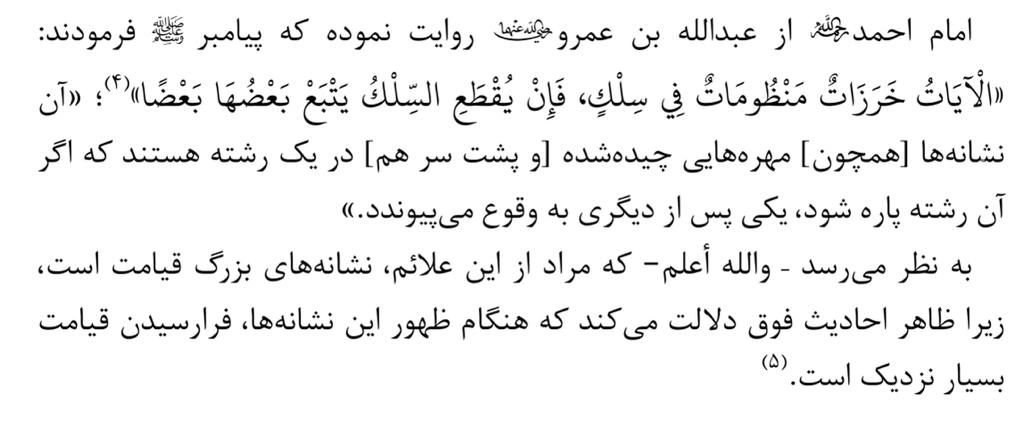 امام احمد رحمه‌الله از عبدالله بن عمرو رضی‌الله‌عنهما روایت نموده که پیامبر ﷺ فرمودند:
«الْآيَاتُ خَرَزَاتٌ مَنْظُومَاتٌ فِي سِلْكٍ، فَإِنْ يُقْطَعِ السِّلْكُ يَتْبَعْ بَعْضُهَا بَعْضًا»(۴)؛ «آن
نشانه‌ها [همچون] مهره‌هایی چیده‌شده [و پشت سر هم] در یک رشته هستند که اگر
آن رشته پاره شود، یکی پس از دیگری به وقوع می‌پیوندد.»
به نظر می‌رسد - والله أعلم– که مراد از این علائم، نشانه‌های بزرگ قیامت است،
زیرا ظاهر احادیث فوق دلالت می‌کند که هنگام ظهور این نشانه‌ها، فرارسیدن قیامت
بسیار نزدیک است.(۵)